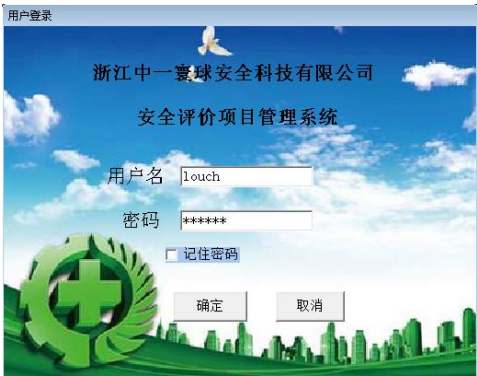 用户登录
浙江中一寰球安全科技有限公司
安全评价项目管理系统
用户名 louch
密码 ******
记住密码
确定 取消